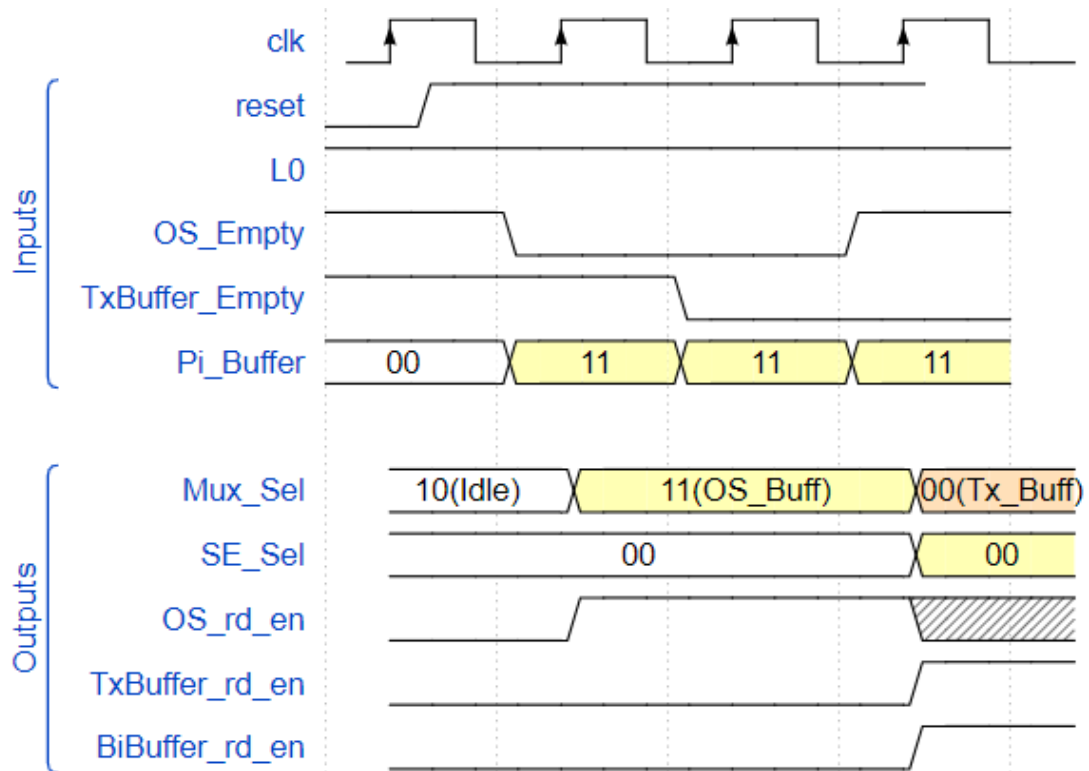 clk
Inputs
reset
L0
OS_Empty
TxBuffer_Empty
Pi_Buffer 00 11 11 11
Outputs
Mux_Sel 10(Idle) 11(OS_Buff) 00(Tx_Buff)
SE_Sel 00 00
OS_rd_en
TxBuffer_rd_en
BiBuffer_rd_en